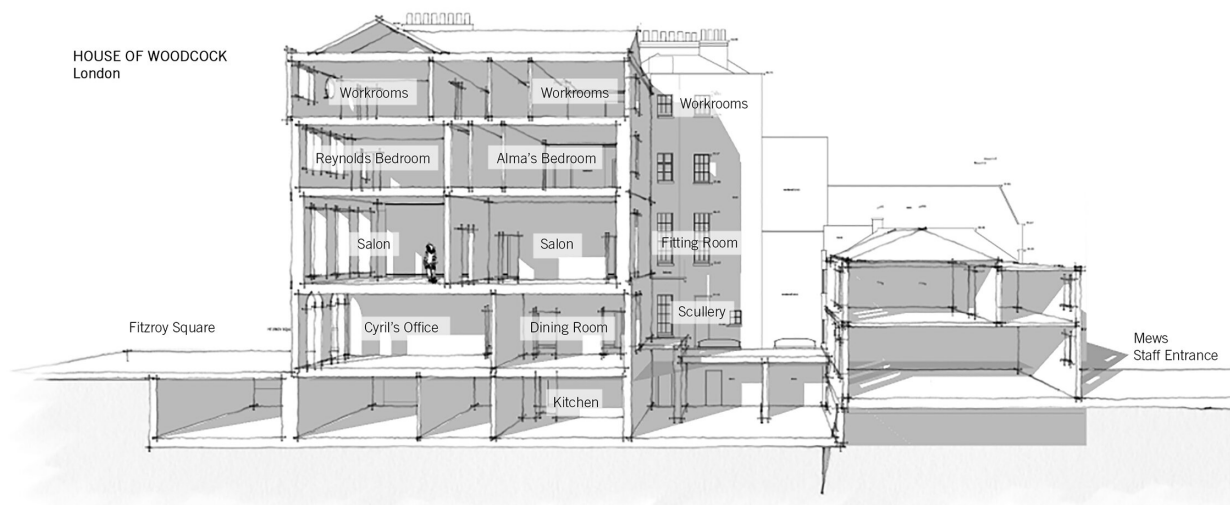 HOUSE OF WOODCOCK
London
Workrooms
Workrooms
Workrooms
Reynolds Bedroom
Alma's Bedroom
Salon
Salon
Fitting Room
Scullery
Fitzroy Square
Cyril's Office
Dining Room
Mews
Staff Entrance
Kitchen